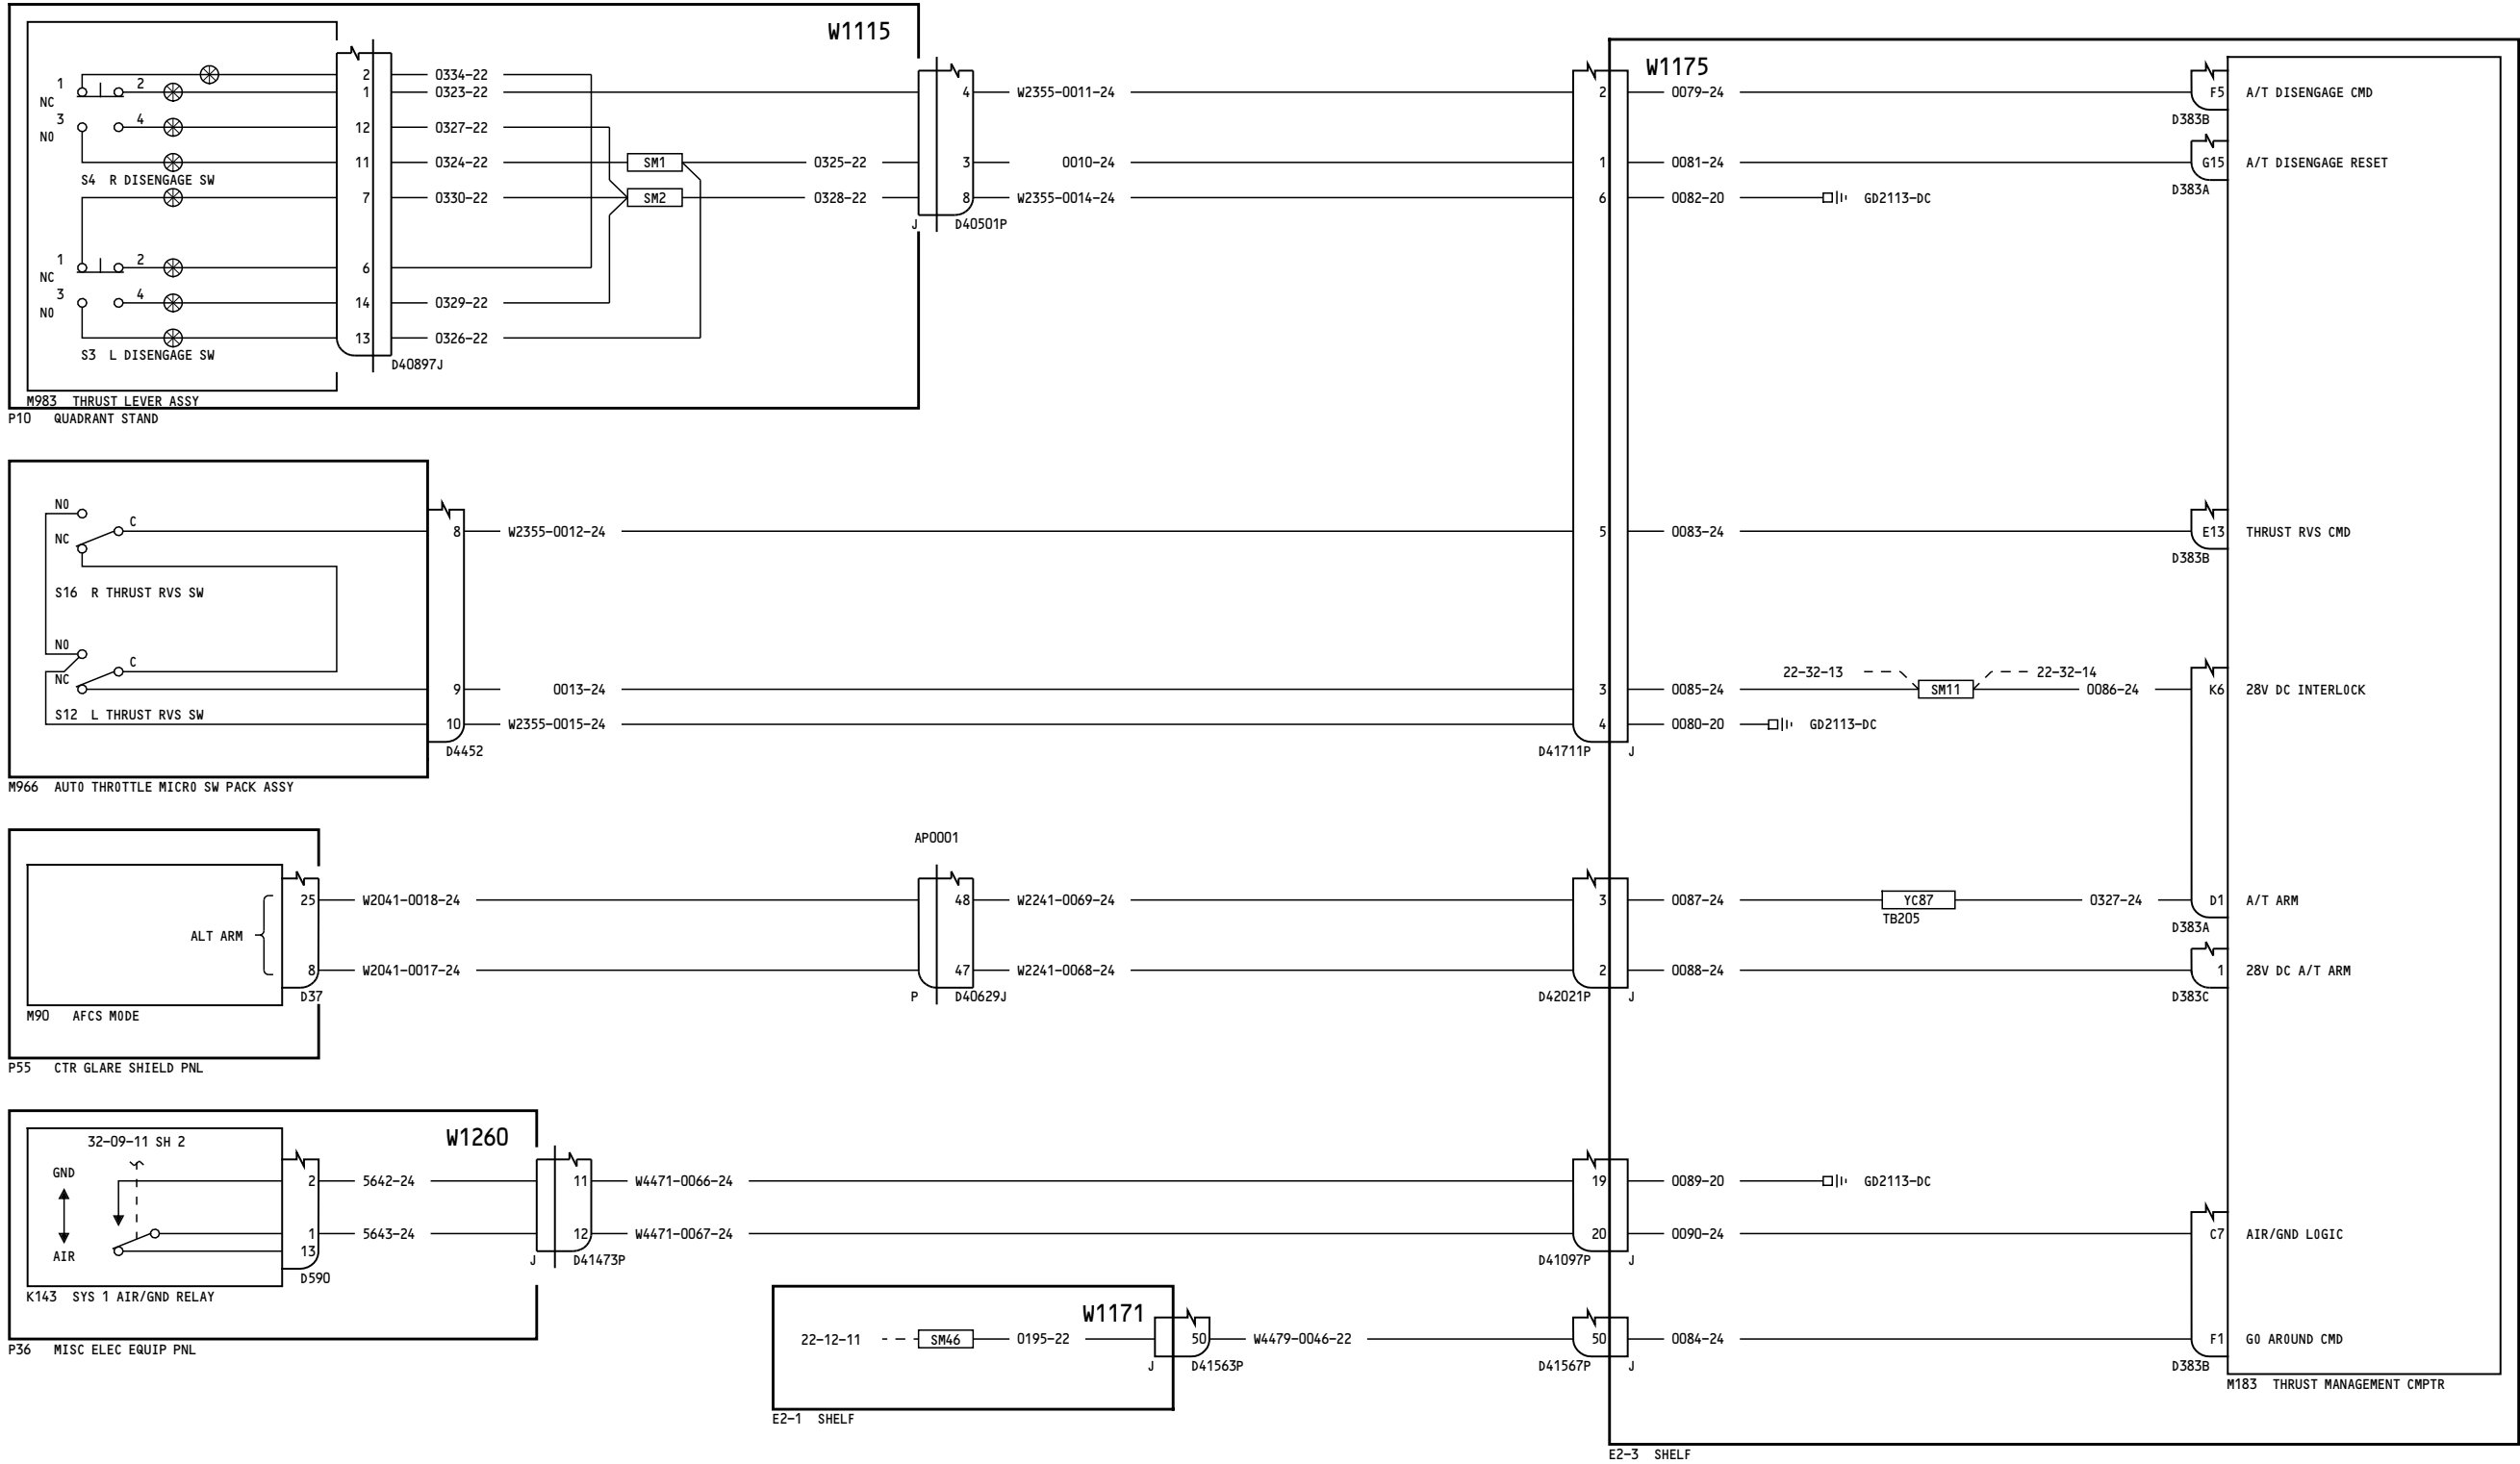 W1115
W1175
1 NC 2
3 NO 4
S4 R DISENGAGE SW
1 NC 2
3 NO 4
S3 L DISENGAGE SW
M983 THRUST LEVER ASSY
P10 QUADRANT STAND
2 0334-22
1 0323-22
12 0327-22
11 0324-22 SM1 0325-22
7 0330-22 SM2 0328-22
6
14 0329-22
13 0326-22
D40897J
4 W2355-0011-24
3 0010-24
8 W2355-0014-24
J D40501P
2 0079-24 F5 A/T DISENGAGE CMD
D383B
1 0081-24 G15 A/T DISENGAGE RESET
D383A
6 0082-20 GD2113-DC
NO
C
NC
S16 R THRUST RVS SW
NO
C
NC
S12 L THRUST RVS SW
M966 AUTO THROTTLE MICRO SW PACK ASSY
8 W2355-0012-24
9 0013-24
10 W2355-0015-24
D4452
5 0083-24 E13 THRUST RVS CMD
D383B
22-32-13 22-32-14
3 0085-24 SM11 0086-24 K6 28V DC INTERLOCK
4 0080-20 GD2113-DC
D41711P J
AP0001
ALT ARM
M90 AFCS MODE
P55 CTR GLARE SHIELD PNL
25 W2041-0018-24
8 W2041-0017-24
D37
48 W2241-0069-24
47 W2241-0068-24
P D40629J
3 0087-24 YC87 0327-24 D1 A/T ARM
TB205
D383A
2 0088-24 1 28V DC A/T ARM
D42021P J
D383C
W1260
32-09-11 SH 2
GND
AIR
K143 SYS 1 AIR/GND RELAY
P36 MISC ELEC EQUIP PNL
2 5642-24
1 5643-24
13
D590
11 W4471-0066-24
12 W4471-0067-24
J D41473P
19 0089-20 GD2113-DC
20 0090-24 C7 AIR/GND LOGIC
D41097P J
W1171
22-12-11 SM46 0195-22 50 W4479-0046-22
J D41563P
E2-1 SHELF
50 0084-24 F1 GO AROUND CMD
D41567P J
D383B
M183 THRUST MANAGEMENT CMPTR
E2-3 SHELF